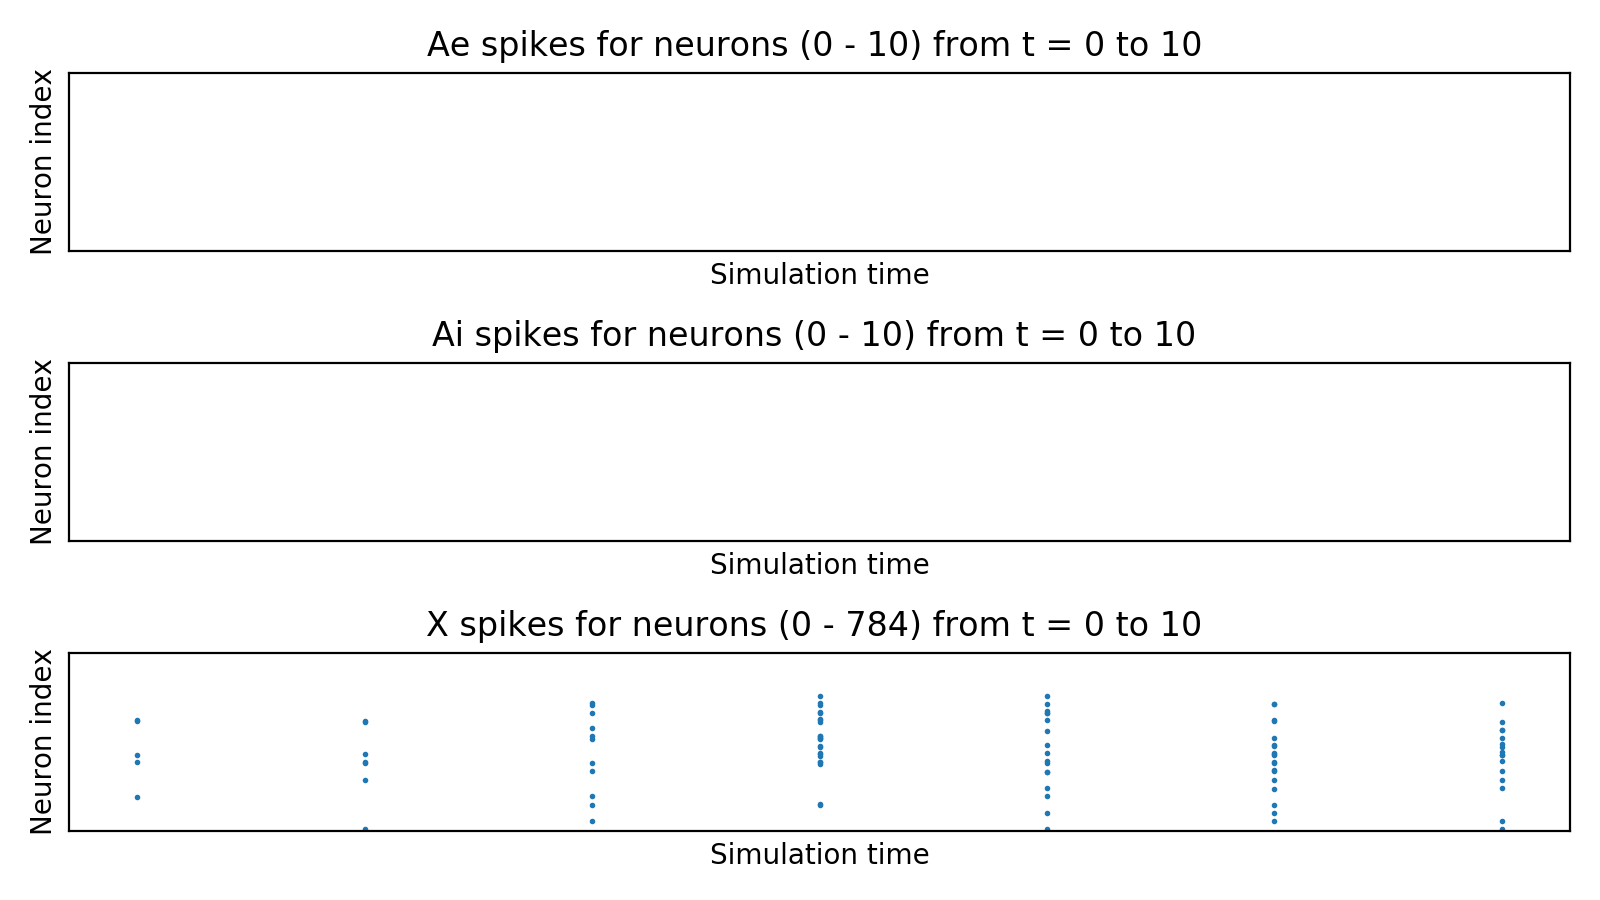 Ae spikes for neurons (0 - 10) from t = 0 to 10
Neuron index
Simulation time
Ai spikes for neurons (0 - 10) from t = 0 to 10
Neuron index
Simulation time
X spikes for neurons (0 - 784) from t = 0 to 10
Neuron index
Simulation time